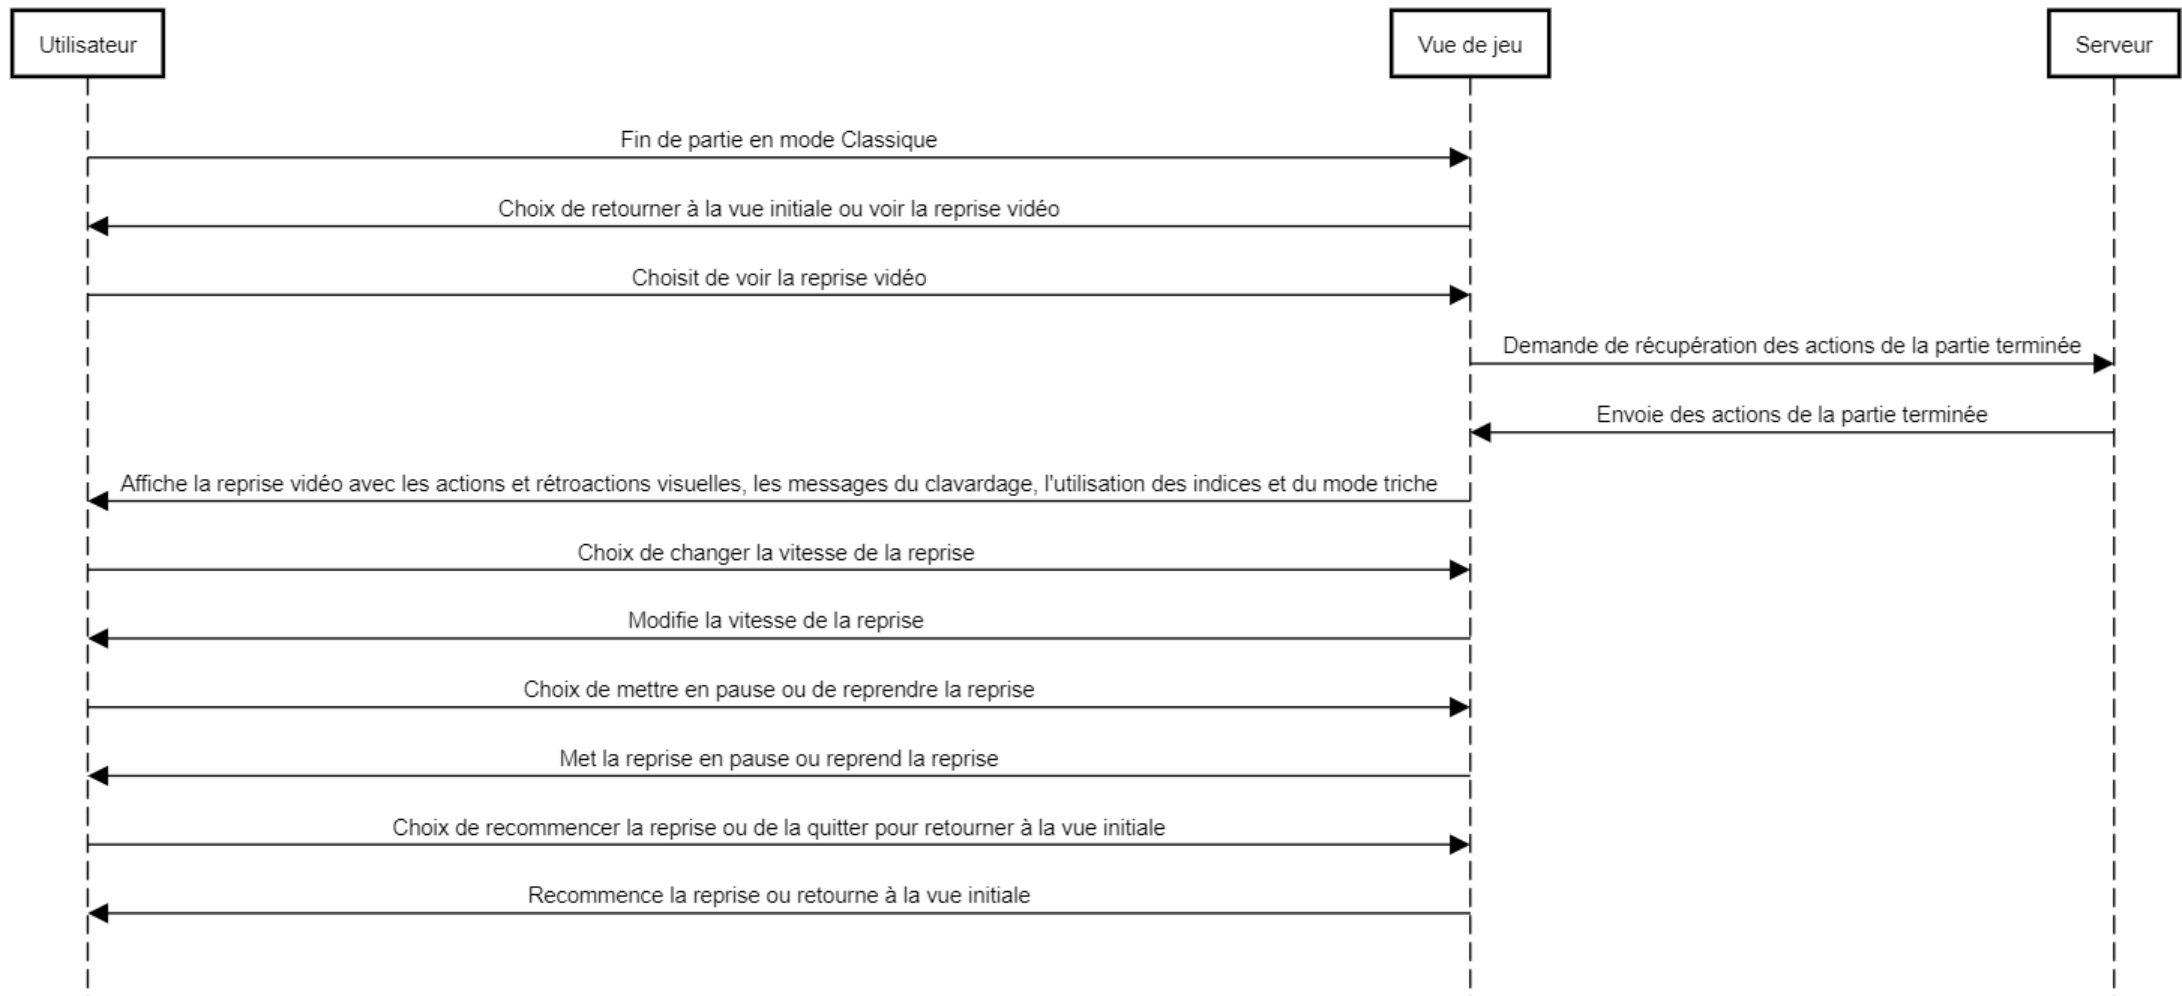 Utilisateur
Vue de jeu
Serveur
Fin de partie en mode Classique
Choix de retourner à la vue initiale ou voir la reprise vidéo
Choisit de voir la reprise vidéo
Demande de récupération des actions de la partie terminée
Envoie des actions de la partie terminée
Affiche la reprise vidéo avec les actions et rétroactions visuelles, les messages du clavardage, l'utilisation des indices et du mode triche
Choix de changer la vitesse de la reprise
Modifie la vitesse de la reprise
Choix de mettre en pause ou de reprendre la reprise
Met la reprise en pause ou reprend la reprise
Choix de recommencer la reprise ou de la quitter pour retourner à la vue initiale
Recommence la reprise ou retourne à la vue initiale